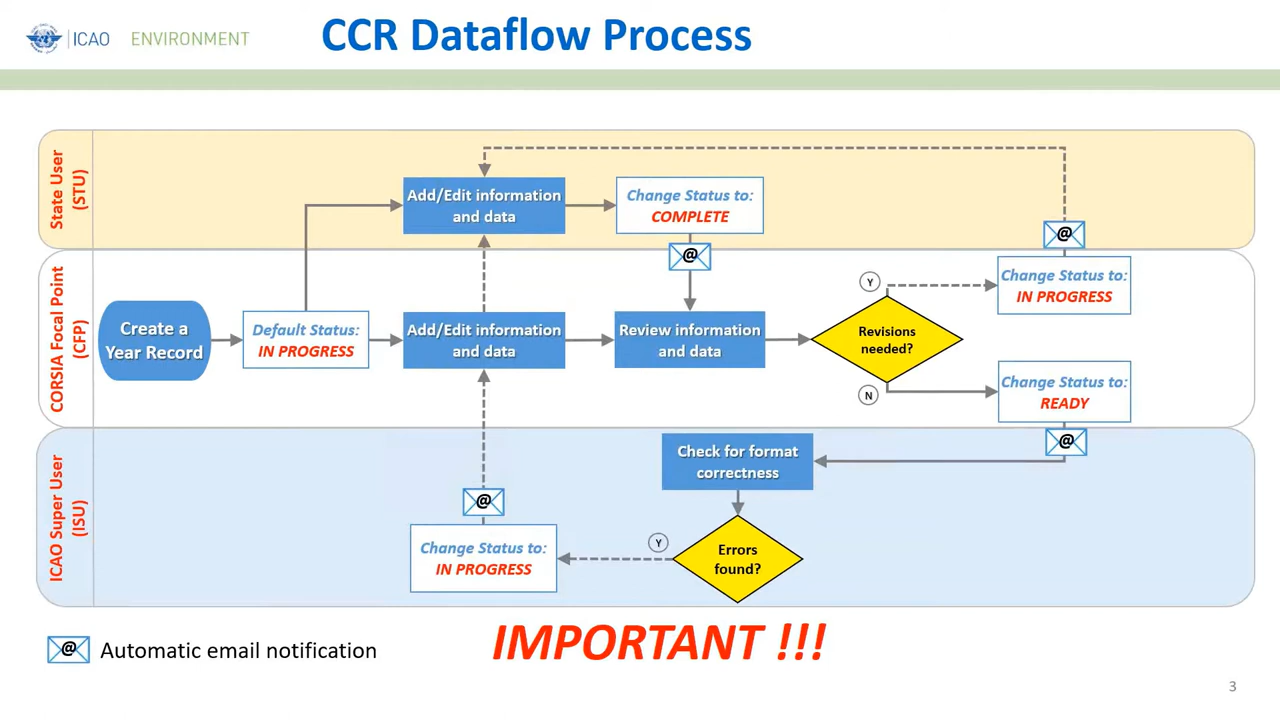 ICAO
ENVIRONMENT
CCR Dataflow Process
State User
(STU)
Add/Edit information
and data
Change Status to:
COMPLETE
@
@
CORSIA Focal Point
(CFP)
Create a
Year Record
Default Status:
IN PROGRESS
Add/Edit information
and data
Review information
and data
Revisions
needed?
Y
N
Change Status to:
IN PROGRESS
Change Status to:
READY
@
ICAO Super User
(ISU)
Check for format
correctness
Errors
found?
Y
@
Change Status to:
IN PROGRESS
@
Automatic email notification
IMPORTANT !!!
3